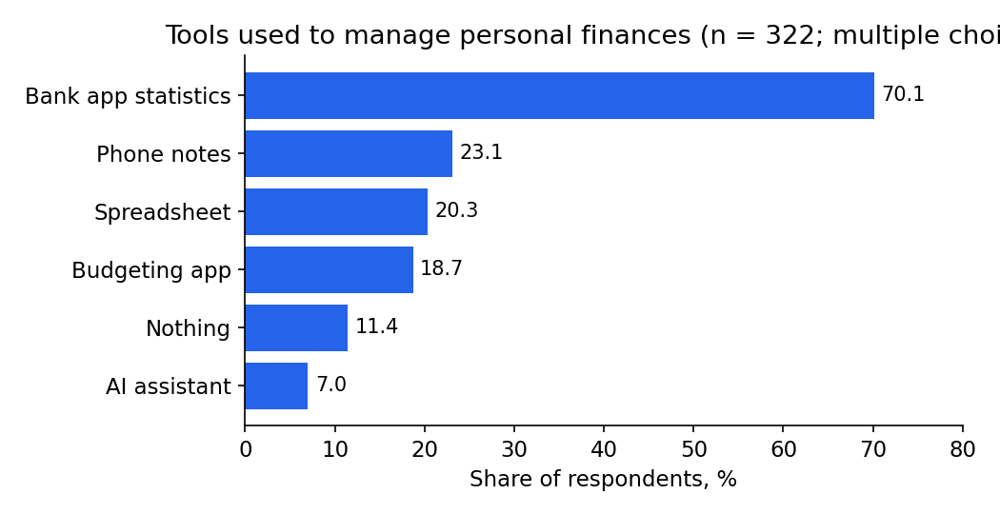 Tools used to manage personal finances (n = 322; multiple choi
Bank app statistics 70.1
Phone notes 23.1
Spreadsheet 20.3
Budgeting app 18.7
Nothing 11.4
AI assistant 7.0
0 10 20 30 40 50 60 70 80
Share of respondents, %